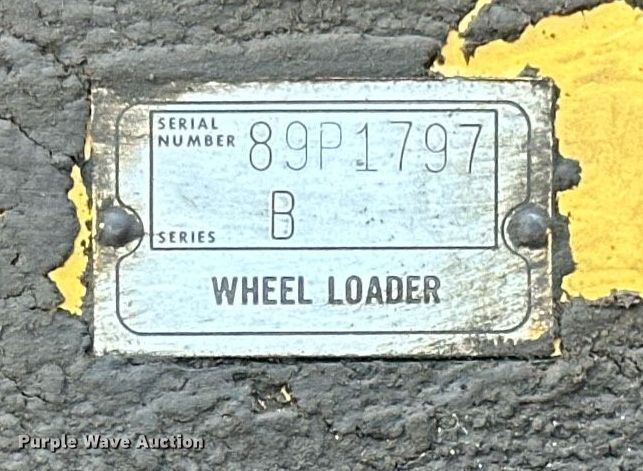 SERIAL
NUMBER 89P1797
SERIES B
WHEEL LOADER
Purple Wave Auction